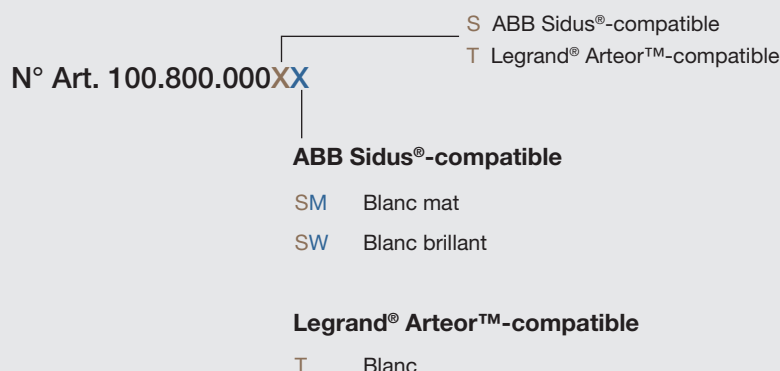 S ABB Sidus®-compatible
T Legrand® Arteor™-compatible
N° Art. 100.800.000XX
ABB Sidus®-compatible
SM Blanc mat
SW Blanc brillant
Legrand® Arteor™-compatible
T Blanc